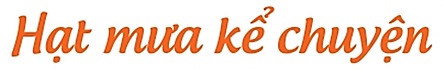 Hạt mưa kể chuyện